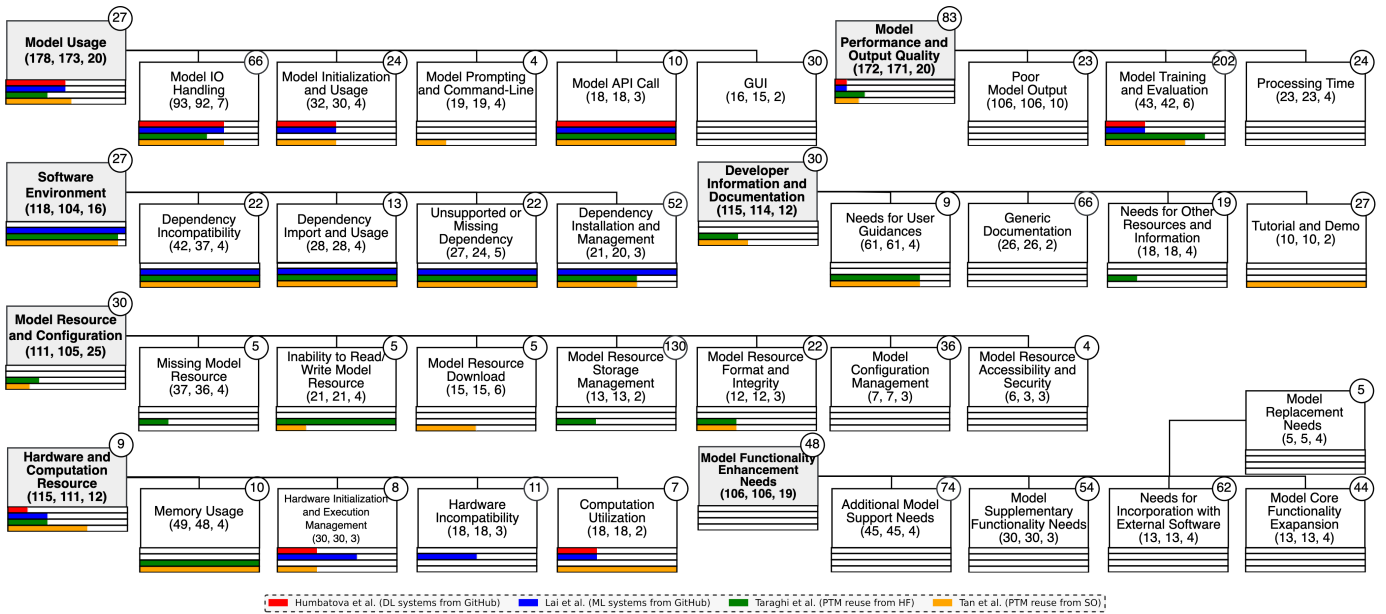 27
Model Usage
(178, 173, 20)
66
Model IO
Handling
(93, 92, 7)
24
Model Initialization
and Usage
(32, 30, 4)
4
Model Prompting
and Command-Line
(19, 19, 4)
10
Model API Call
(18, 18, 3)
30
GUI
(16, 15, 2)
83
Model
Performance and
Output Quality
(172, 171, 20)
23
Poor
Model Output
(106, 106, 10)
202
Model Training
and Evaluation
(43, 42, 6)
24
Processing Time
(23, 23, 4)
27
Software
Environment
(118, 104, 16)
22
Dependency
Incompatibility
(42, 37, 4)
13
Dependency
Import and Usage
(28, 28, 4)
22
Unsupported or
Missing
Dependency
(27, 24, 5)
52
Dependency
Installation and
Management
(21, 20, 3)
30
Developer
Information and
Documentation
(115, 114, 12)
9
Needs for User
Guidances
(61, 61, 4)
66
Generic
Documentation
(26, 26, 2)
19
Needs for Other
Resources and
Information
(18, 18, 4)
27
Tutorial and Demo
(10, 10, 2)
30
Model Resource
and Configuration
(111, 105, 25)
5
Missing Model
Resource
(37, 36, 4)
5
Inability to Read/
Write Model
Resource
(21, 21, 4)
5
Model Resource
Download
(15, 15, 6)
130
Model Resource
Storage
Management
(13, 13, 2)
22
Model Resource
Format and
Integrity
(12, 12, 3)
36
Model
Configuration
Management
(7, 7, 3)
4
Model Resource
Accessibility and
Security
(6, 3, 3)
5
Model
Replacement
Needs
(5, 5, 4)
9
Hardware and
Computation
Resource
(115, 111, 12)
10
Memory Usage
(49, 48, 4)
8
Hardware Initialization
and Execution
Management
(30, 30, 3)
11
Hardware
Incompatibility
(18, 18, 3)
7
Computation
Utilization
(18, 18, 2)
48
Model Functionality
Enhancement
Needs
(106, 106, 19)
74
Additional Model
Support Needs
(45, 45, 4)
54
Model
Supplementary
Functionality Needs
(30, 30, 3)
62
Needs for
Incorporation with
External Software
(13, 13, 4)
44
Model Core
Functionality
Exapansion
(13, 13, 4)
Humbatova et al. (DL systems from GitHub)
Lai et al. (ML systems from GitHub)
Taraghi et al. (PTM reuse from HF)
Tan et al. (PTM reuse from SO)